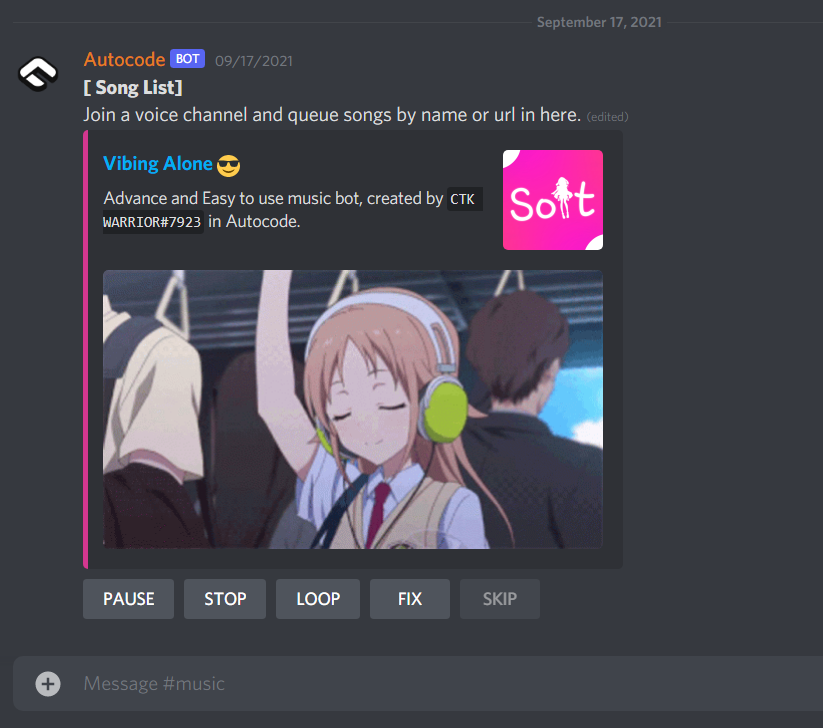 September 17, 2021
Autocode BOT 09/17/2021
[ Song List]
Join a voice channel and queue songs by name or url in here. (edited)
Vibing Alone 😎
Advance and Easy to use music bot, created by CTK
WARRIOR#7923 in Autocode.
Soft
PAUSE STOP LOOP FIX SKIP
Message #music